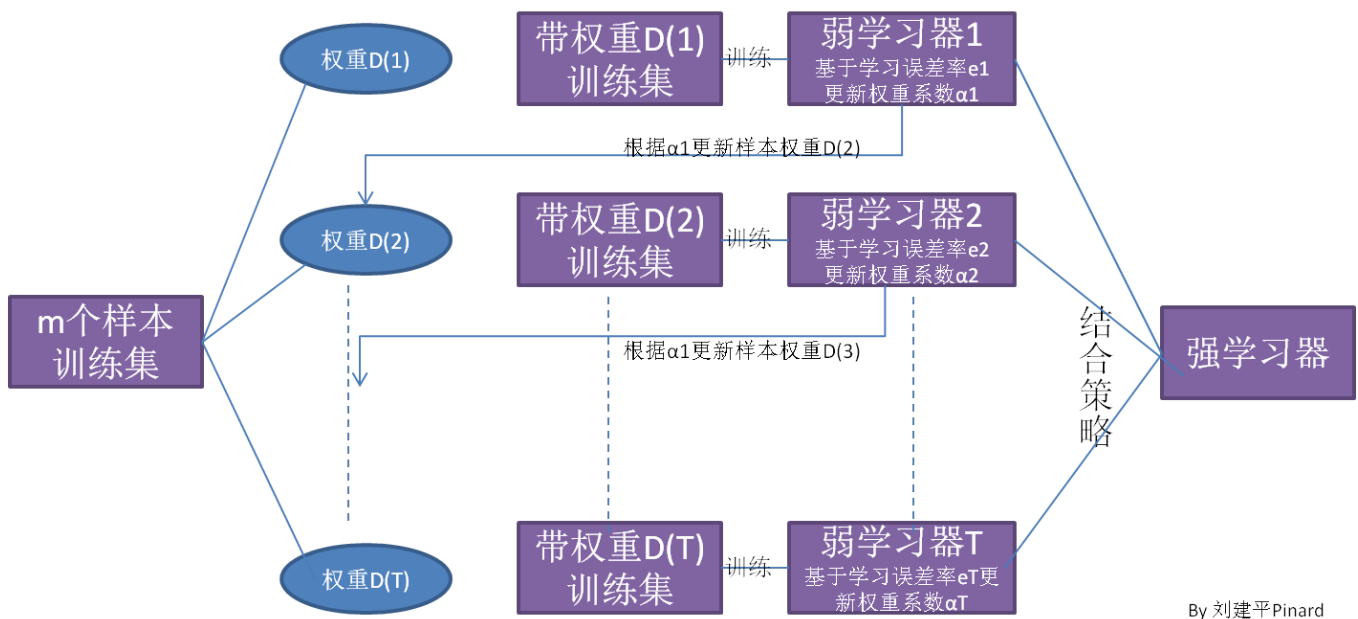 权重D(1)
带权重D(1)
训练集
训练
弱学习器1
基于学习误差率e1
更新权重系数α1
根据α1更新样本权重D(2)
权重D(2)
带权重D(2)
训练集
训练
弱学习器2
基于学习误差率e2
更新权重系数α2
m个样本
训练集
根据α1更新样本权重D(3)
结合策略
强学习器
权重D(T)
带权重D(T)
训练集
训练
弱学习器T
基于学习误差率eT更
新权重系数αT
By 刘建平Pinard